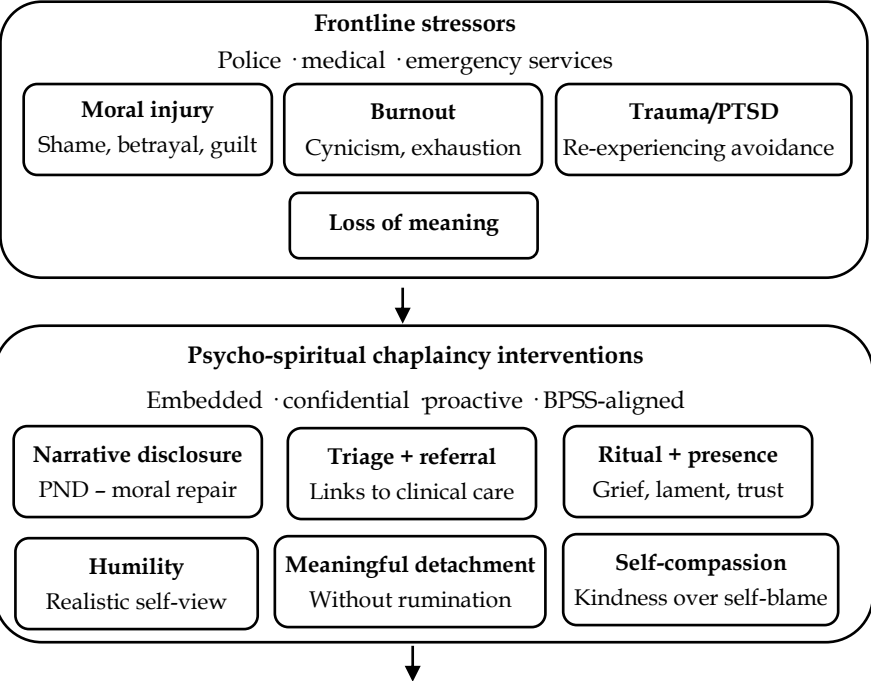 Frontline stressors
Police · medical · emergency services
Moral injury
Shame, betrayal, guilt
Burnout
Cynicism, exhaustion
Trauma/PTSD
Re-experiencing avoidance
Loss of meaning
Psycho-spiritual chaplaincy interventions
Embedded · confidential · proactive · BPSS-aligned
Narrative disclosure
PND – moral repair
Triage + referral
Links to clinical care
Ritual + presence
Grief, lament, trust
Humility
Realistic self-view
Meaningful detachment
Without rumination
Self-compassion
Kindness over self-blame